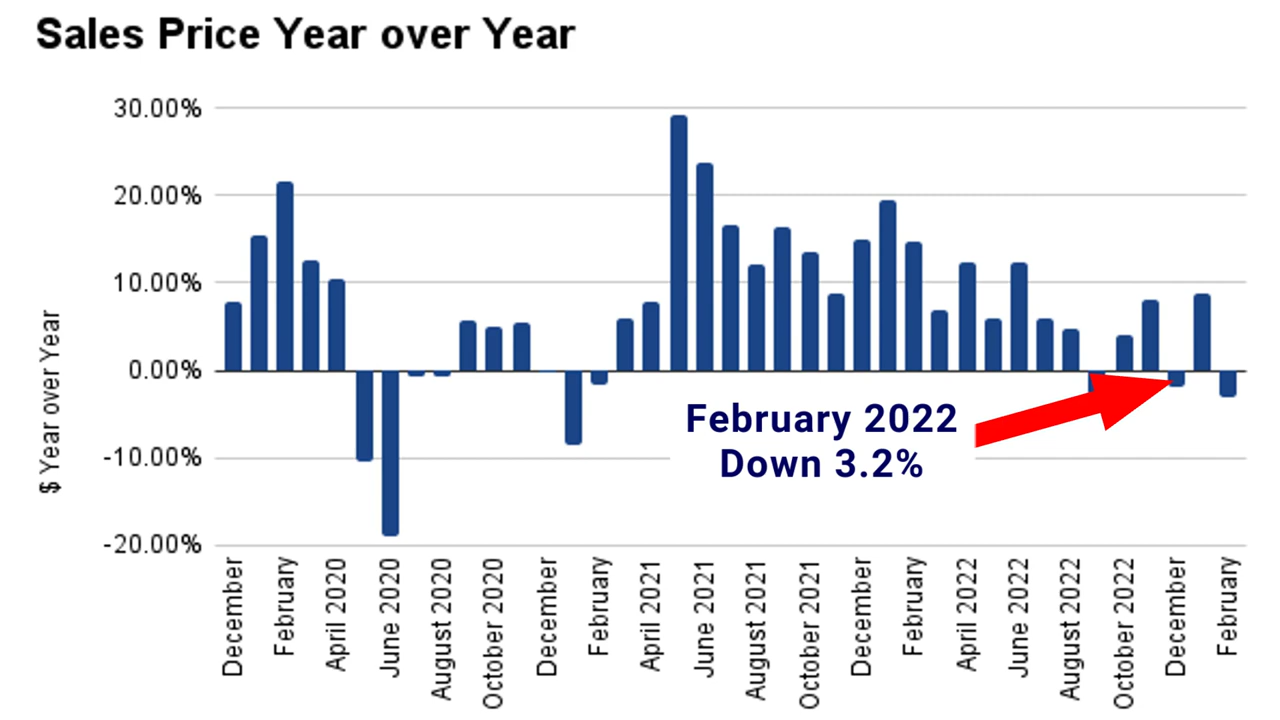 Sales Price Year over Year
$ Year over Year
30.00%
20.00%
10.00%
0.00%
-10.00%
-20.00%
February 2022
Down 3.2%
December
February
April 2020
June 2020
August 2020
October 2020
December
February
April 2021
June 2021
August 2021
October 2021
December
February
April 2022
June 2022
August 2022
October 2022
December
February